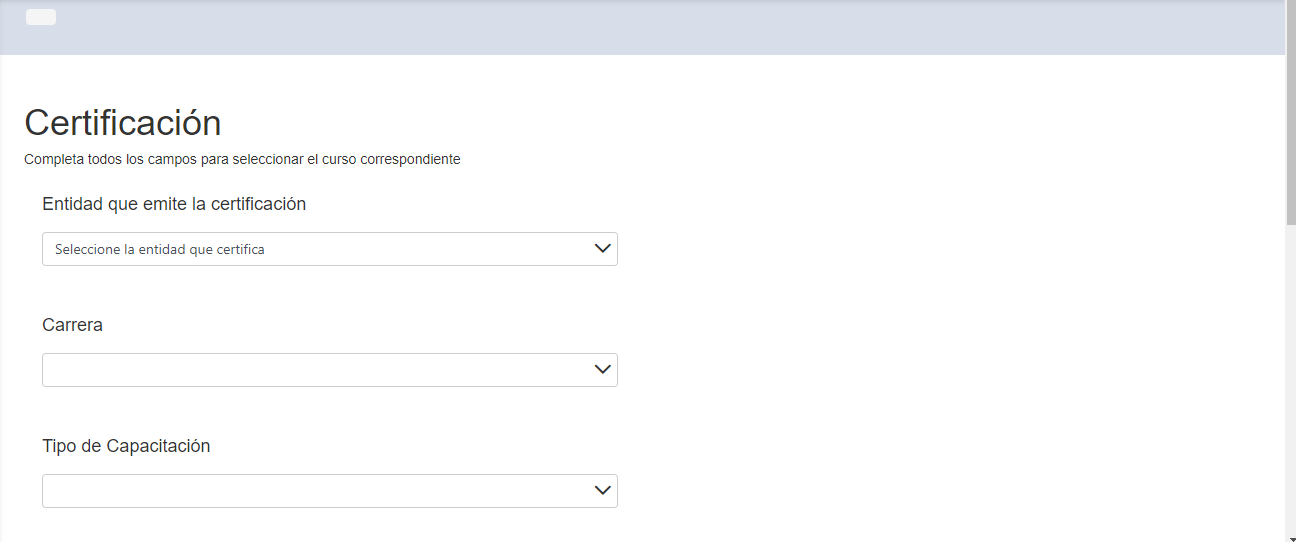 Certificación
Completa todos los campos para seleccionar el curso correspondiente
Entidad que emite la certificación
Seleccione la entidad que certifica
Carrera
Tipo de Capacitación